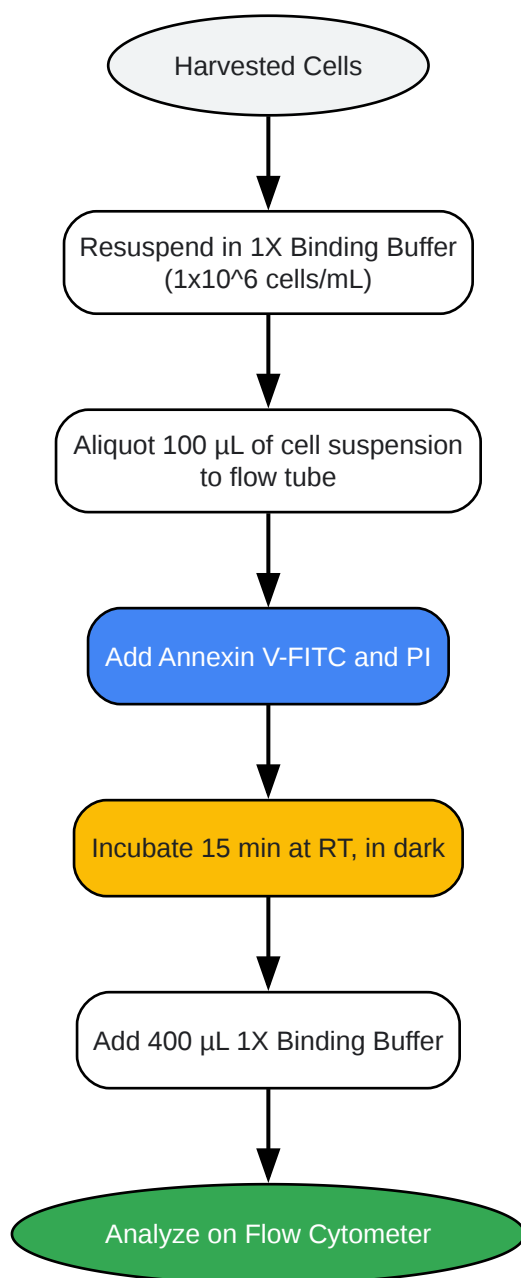 Harvested Cells
Resuspend in 1X Binding Buffer
(1x10^6 cells/mL)
Aliquot 100 µL of cell suspension
to flow tube
Add Annexin V-FITC and PI
Incubate 15 min at RT, in dark
Add 400 µL 1X Binding Buffer
Analyze on Flow Cytometer